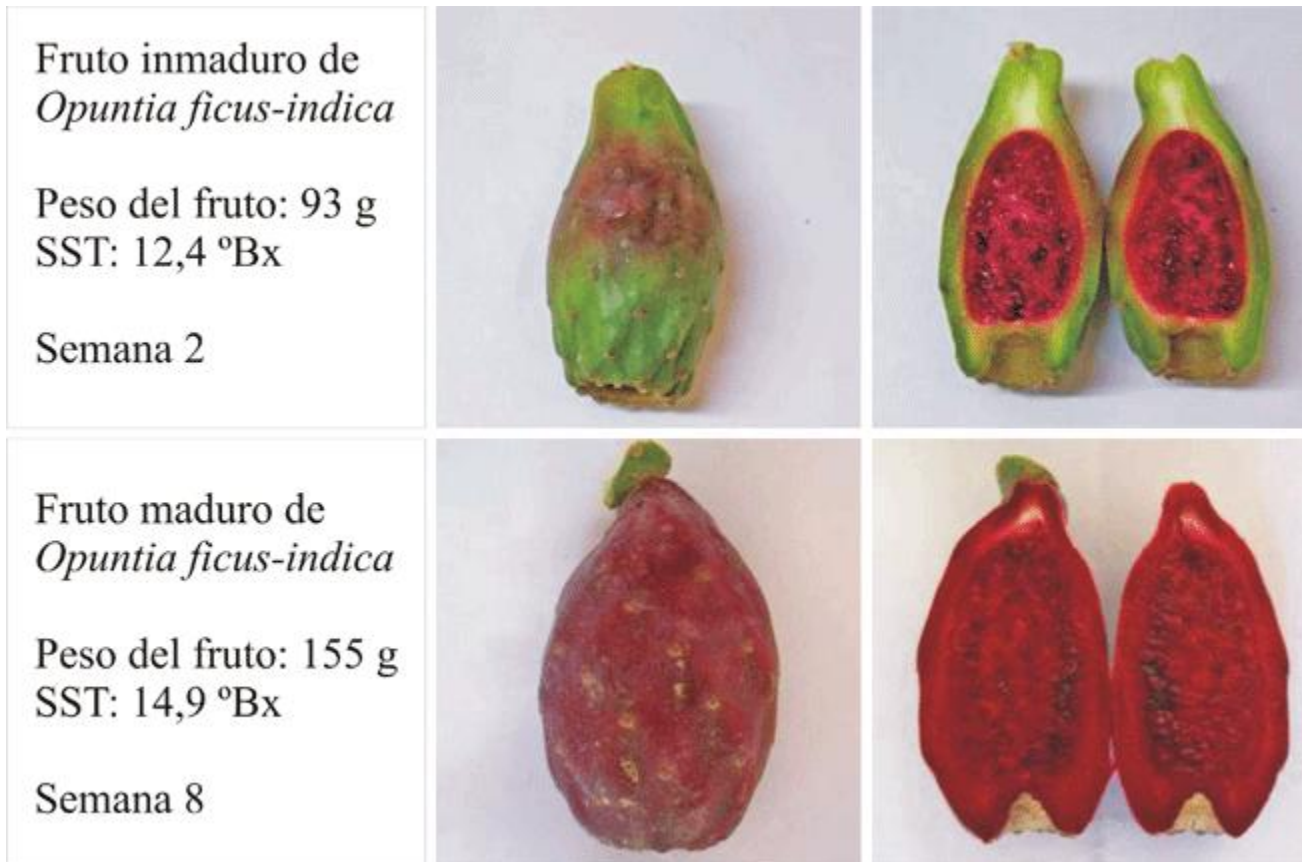 Fruto inmaduro de
Opuntia ficus-indica
Peso del fruto: 93 g
SST: 12,4 ºBx
Semana 2
Fruto maduro de
Opuntia ficus-indica
Peso del fruto: 155 g
SST: 14,9 ºBx
Semana 8